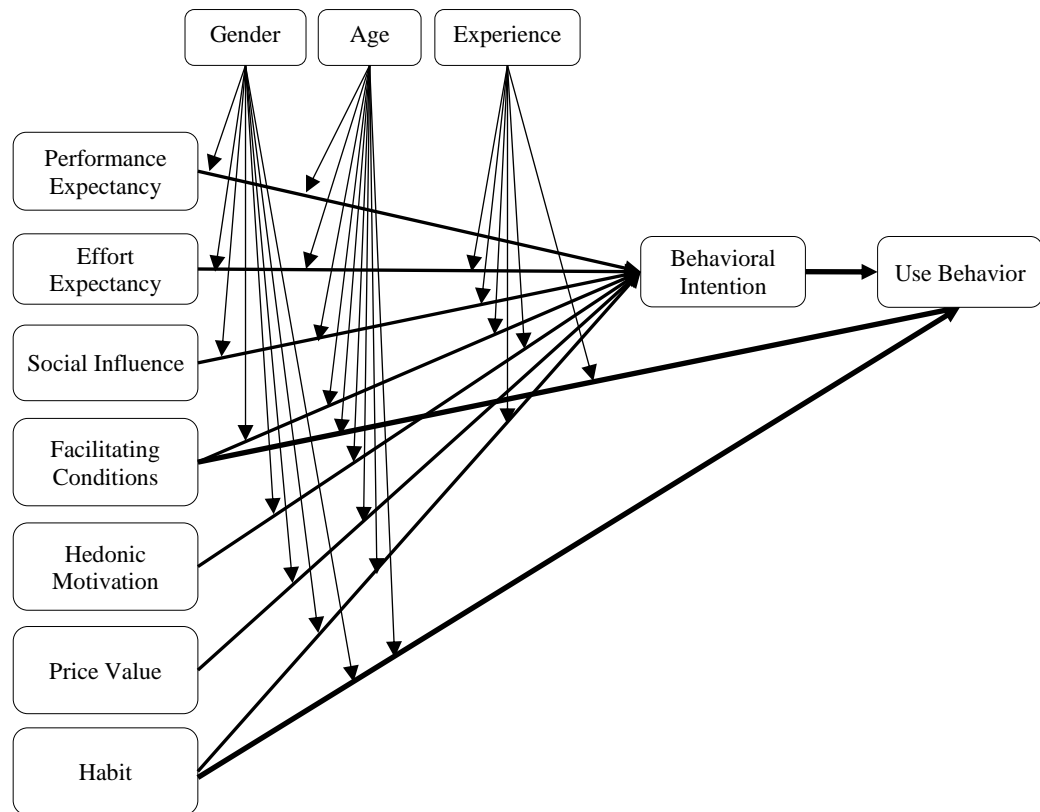 Gender
Age
Experience
Performance
Expectancy
Effort
Expectancy
Social Influence
Facilitating
Conditions
Hedonic
Motivation
Price Value
Habit
Behavioral
Intention
Use Behavior